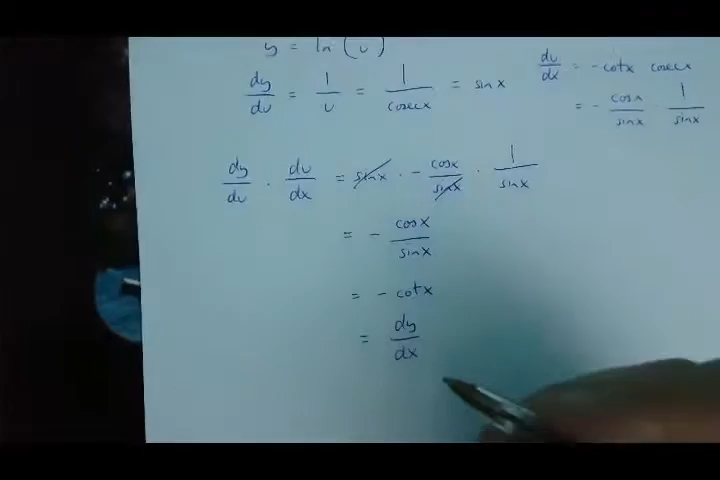 y = ln (u)
dy/du = 1/u = 1/cosecx = sinx
du/dx = -cotx cosecx
= - cosx/sinx · 1/sinx
dy/du · du/dx = sinx · - cosx/sinx · 1/sinx
= - cosx/sinx
= - cotx
= dy/dx